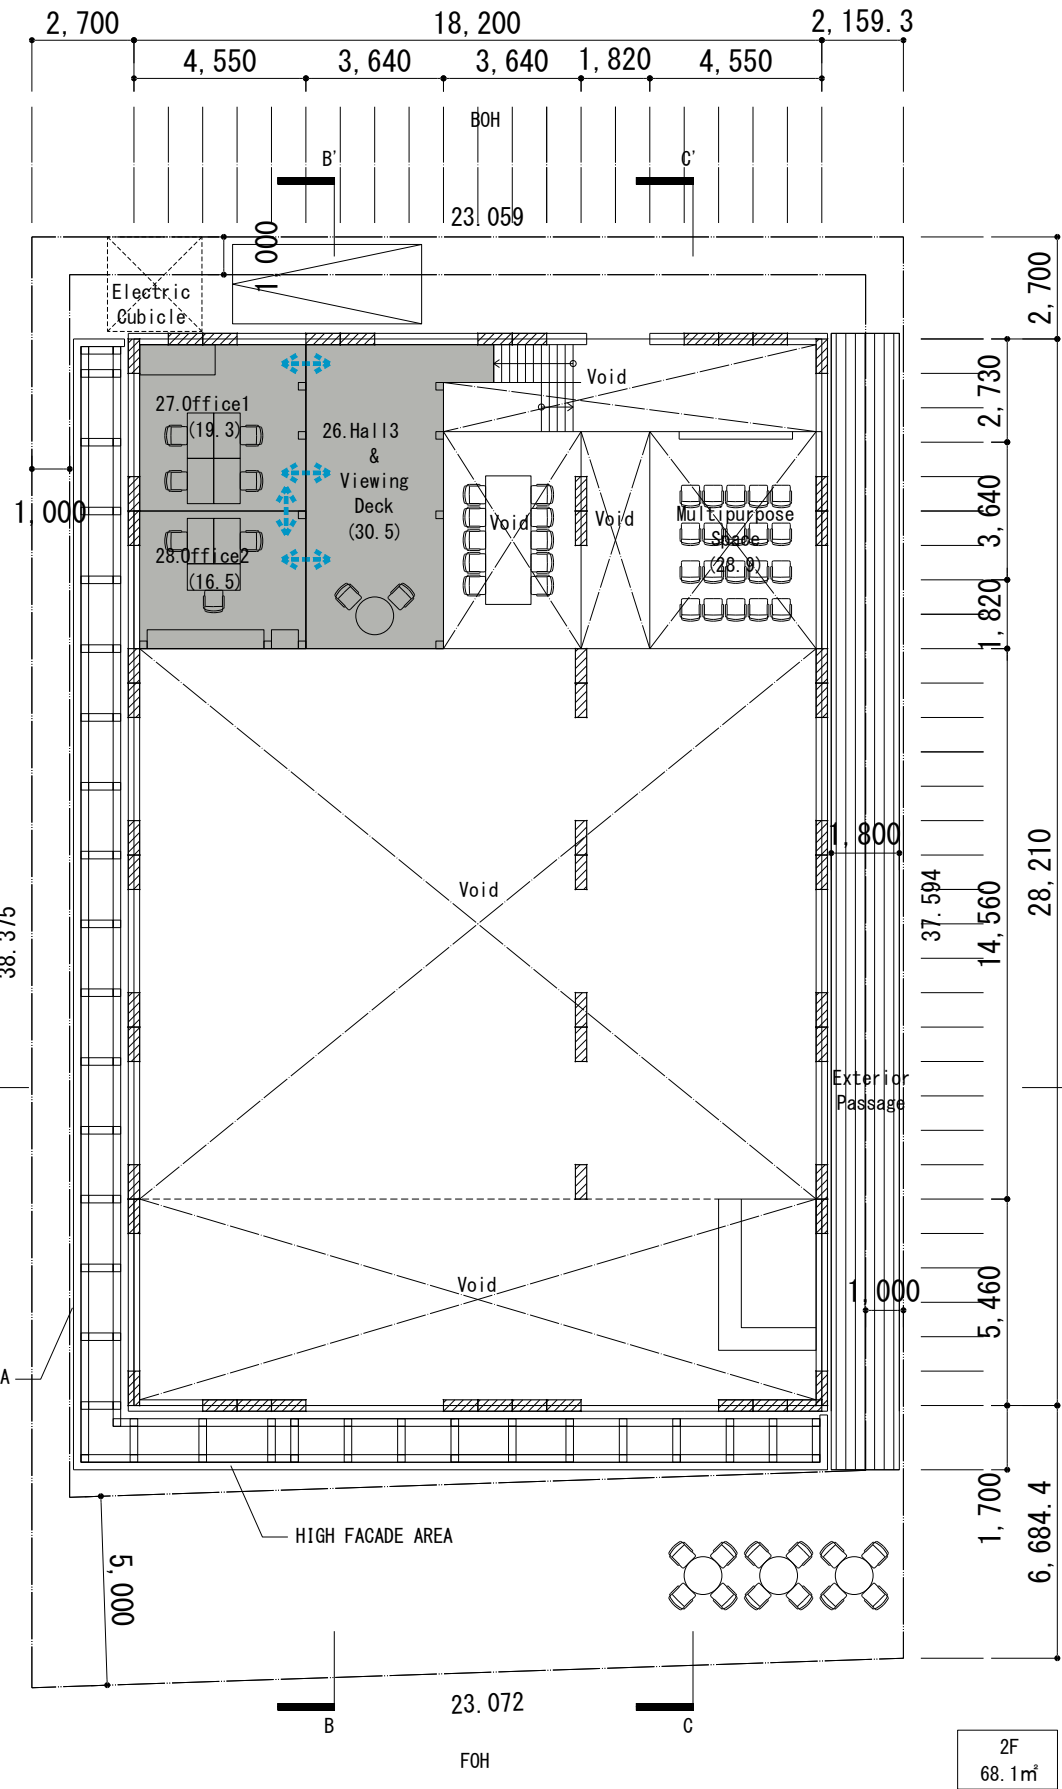 2,700
18,200
2,159.3
4,550
3,640
3,640
1,820
4,550
BOH
B'
C'
23.059
1,000
2,700
Electric
Cubicle
2,730
Void
27.Office1
(19.3)
26.Hall3
&
Viewing
Deck
(30.5)
1,000
3,640
Void
Void
Multipurpose
Space
(28.9)
28.Office2
(16.5)
1,820
1,800
Void
37.594
14,560
28,210
38.375
Exterior
Passage
Void
1,000
5,460
A
HIGH FACADE AREA
1,700
6,684.4
5,000
23.072
B
C
FOH
2F
68.1㎡